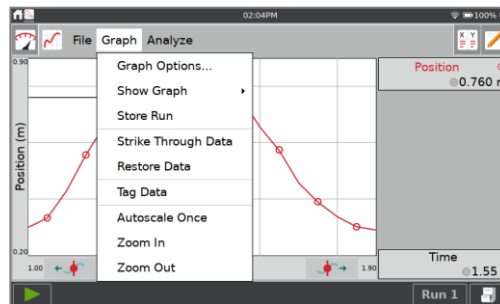 02:04PM 100%
File Graph Analyze X Y
0.90
Graph Options...
Show Graph
Store Run
Strike Through Data
Restore Data
Tag Data
Autoscale Once
Zoom In
Zoom Out
Position (m)
0.20
1.00
1.90
Position
0.760
Time
1.55
Run 1